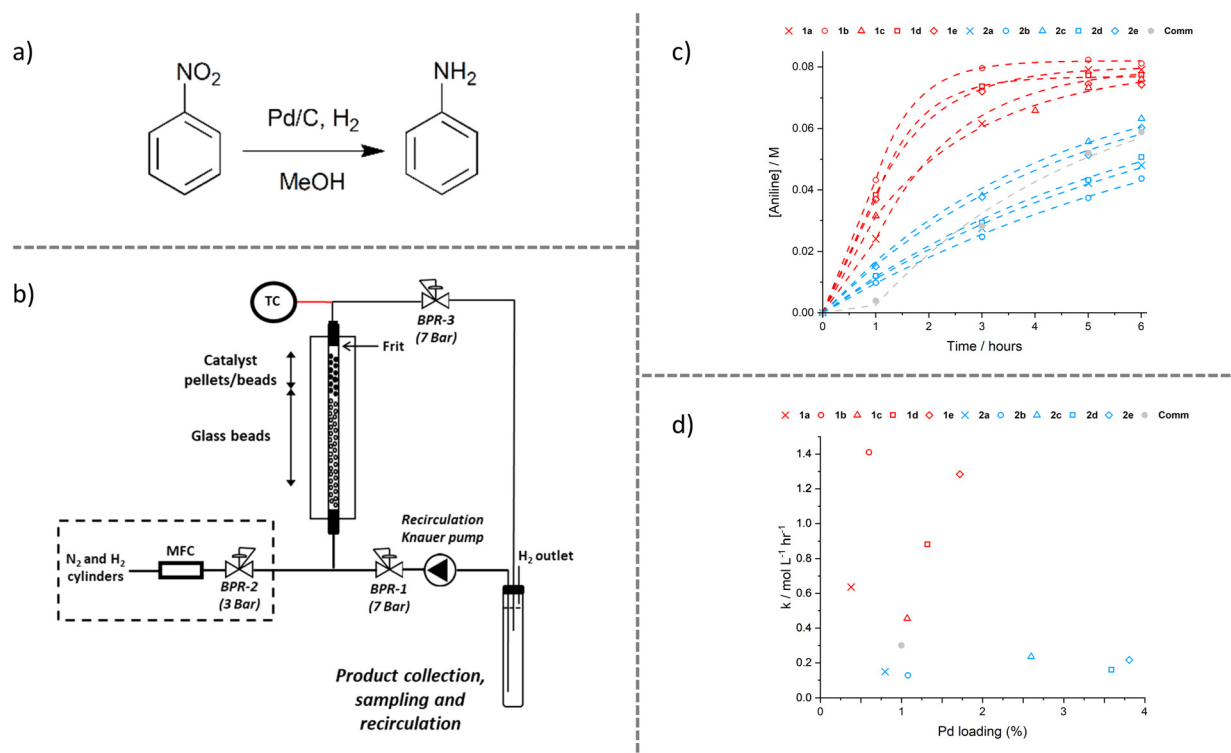 a)
NO2
Pd/C, H2
MeOH
NH2
b)
TC
BPR-3
(7 Bar)
Frit
Catalyst
pellets/beads
Glass beads
Recirculation
Knauer pump
H2 outlet
N2 and H2
cylinders
MFC
BPR-2
(3 Bar)
BPR-1
(7 Bar)
Product collection,
sampling and
recirculation
c)
1a 1b 1c 1d 1e 2a 2b 2c 2d 2e Comm
[Aniline] / M
0.08
0.06
0.04
0.02
0.00
0 1 2 3 4 5 6
Time / hours
d)
1a 1b 1c 1d 1e 2a 2b 2c 2d 2e Comm
k / mol L-1 hr-1
1.4
1.2
1.0
0.8
0.6
0.4
0.2
0.0
0 1 2 3 4
Pd loading (%)